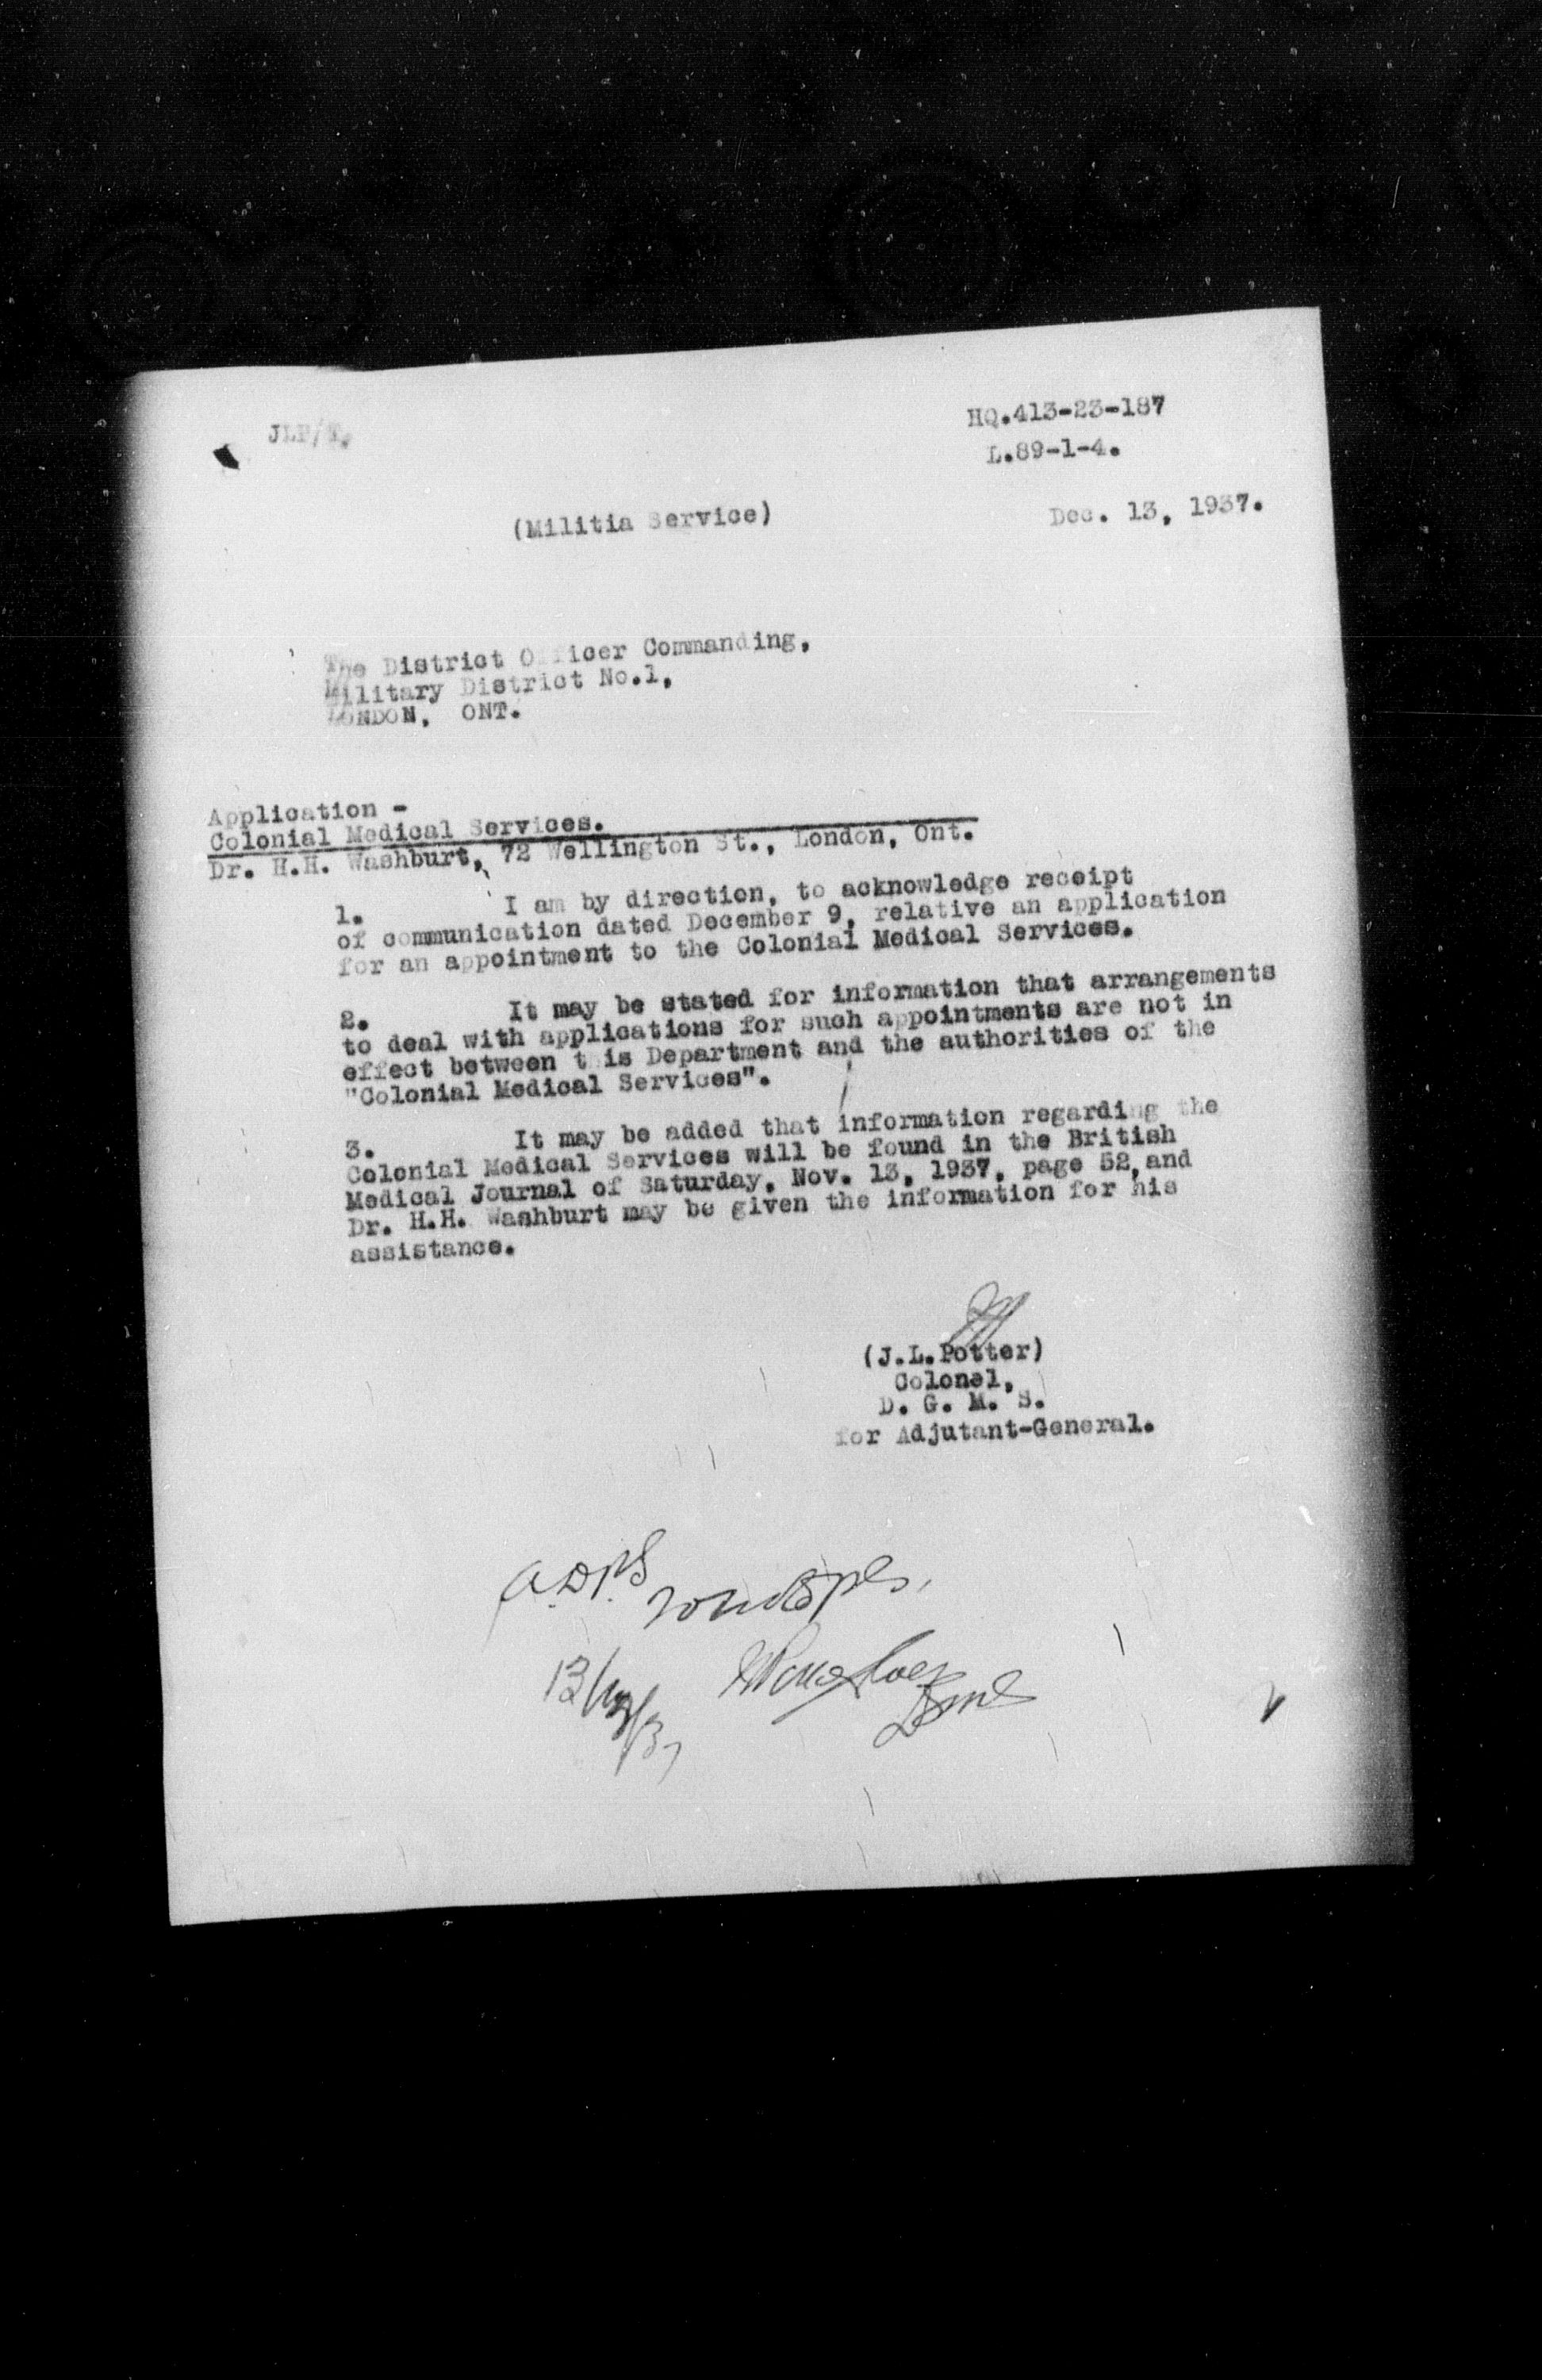 JLP/T.
HQ.413-23-187
L.89-1-4.
(Militia Service)
Dec. 13, 1937.
The District Officer Commanding,
Military District No.1,
LONDON, ONT.
Application -
Colonial Medical Services.
Dr. H.H. Washburt, 72 Wellington St., London, Ont.
1. I am by direction, to acknowledge receipt
of communication dated December 9, relative an application
for an appointment to the Colonial Medical Services.
2. It may be stated for information that arrangements
to deal with applications for such appointments are not in
effect between this Department and the authorities of the
"Colonial Medical Services".
3. It may be added that information regarding the
Colonial Medical Services will be found in the British
Medical Journal of Saturday, Nov. 13, 1937, page 52, and
Dr. H.H. Washburt may be given the information for his
assistance.
(J.L.Potter)
Colonel,
D. G. M. S.
for Adjutant-General.
13/12/37